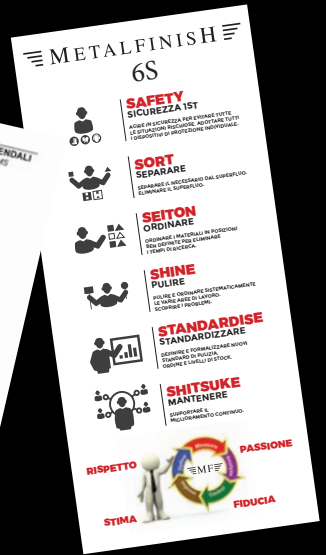 ENDALI
METALFINISH
6S
SAFETY
SICUREZZA 1ST
AGIRE IN SICUREZZA PER EVITARE TUTTE
LE SITUAZIONI RISCHIOSE. ADOTTARE TUTTI
I DISPOSITIVI DI PROTEZIONE INDIVIDUALE.
SORT
SEPARARE
SEPARARE IL NECESSARIO DAL SUPERFLUO.
ELIMINARE IL SUPERFLUO.
SEITON
ORDINARE
ORDINARE I MATERIALI IN POSIZIONI
BEN DEFINITE PER ELIMINARE
I TEMPI DI RICERCA.
SHINE
PULIRE
PULIRE E ORDINARE SISTEMATICAMENTE
LE VARIE AREE DI LAVORO.
SCOPRIRE I PROBLEMI.
STANDARDISE
STANDARDIZZARE
DEFINIRE E FORMALIZZARE NUOVI
STANDARD DI PULIZIA,
ORDINE E LIVELLI DI STOCK.
SHITSUKE
MANTENERE
SUPPORTARE IL
MIGLIORAMENTO CONTINUO.
RISPETTO
PASSIONE
MF
STIMA
FIDUCIA